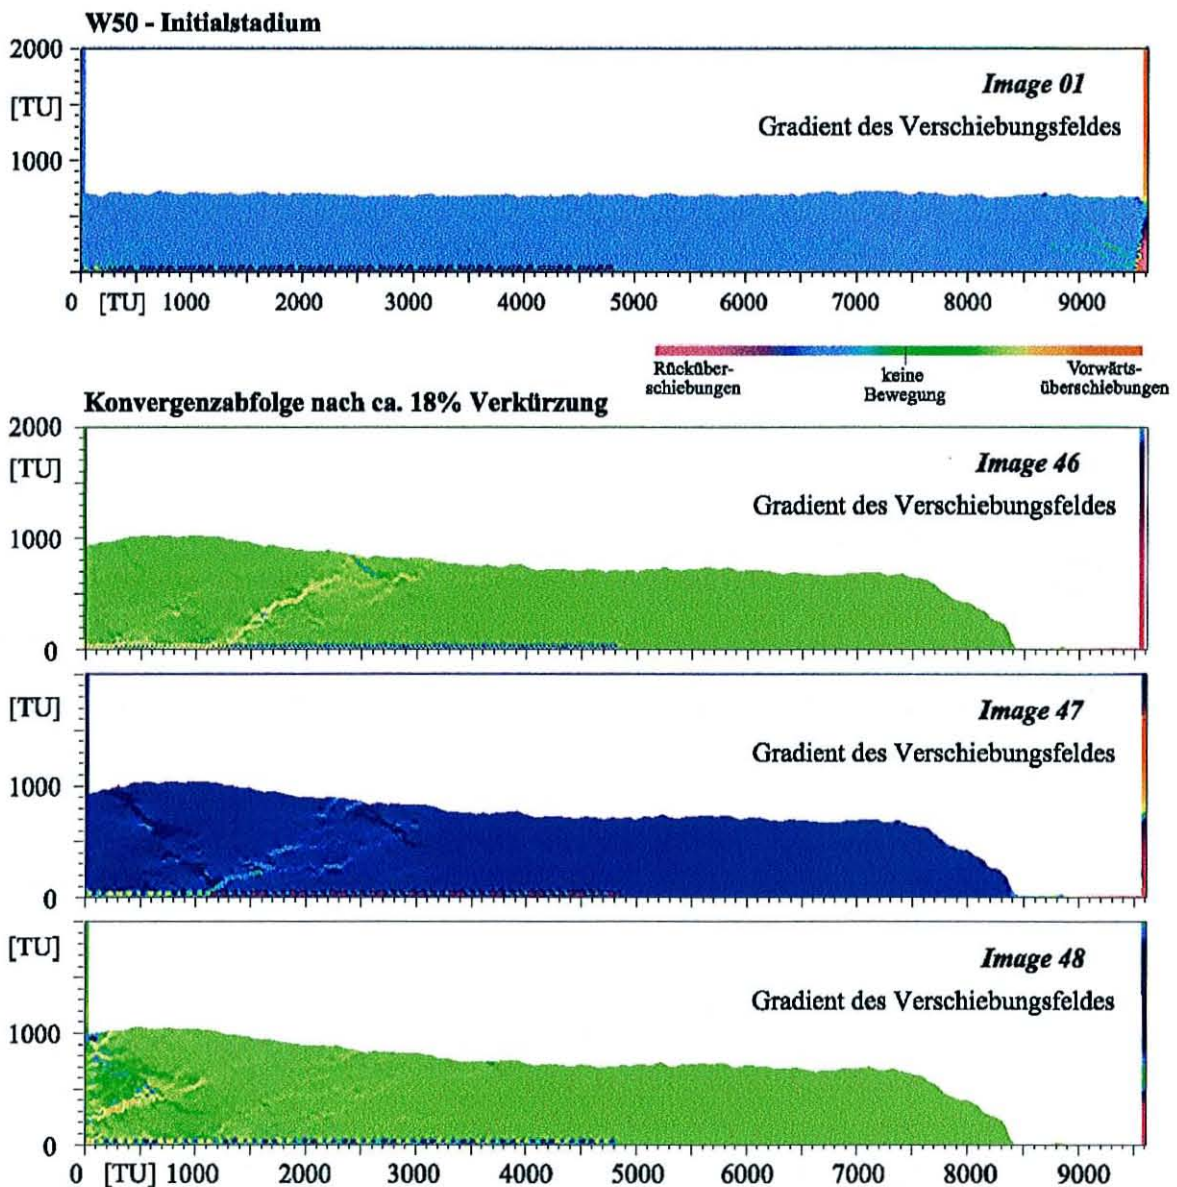 W50 - Initialstadium
2000
[TU]
1000
Image 01
Gradient des Verschiebungsfeldes
0 [TU] 1000 2000 3000 4000 5000 6000 7000 8000 9000
Rücküber-
schiebungen
keine
Bewegung
Vorwärts-
überschiebungen
Konvergenzabfolge nach ca. 18% Verkürzung
2000
[TU]
1000
0
Image 46
Gradient des Verschiebungsfeldes
[TU]
1000
0
Image 47
Gradient des Verschiebungsfeldes
[TU]
1000
0
Image 48
Gradient des Verschiebungsfeldes
0 [TU] 1000 2000 3000 4000 5000 6000 7000 8000 9000